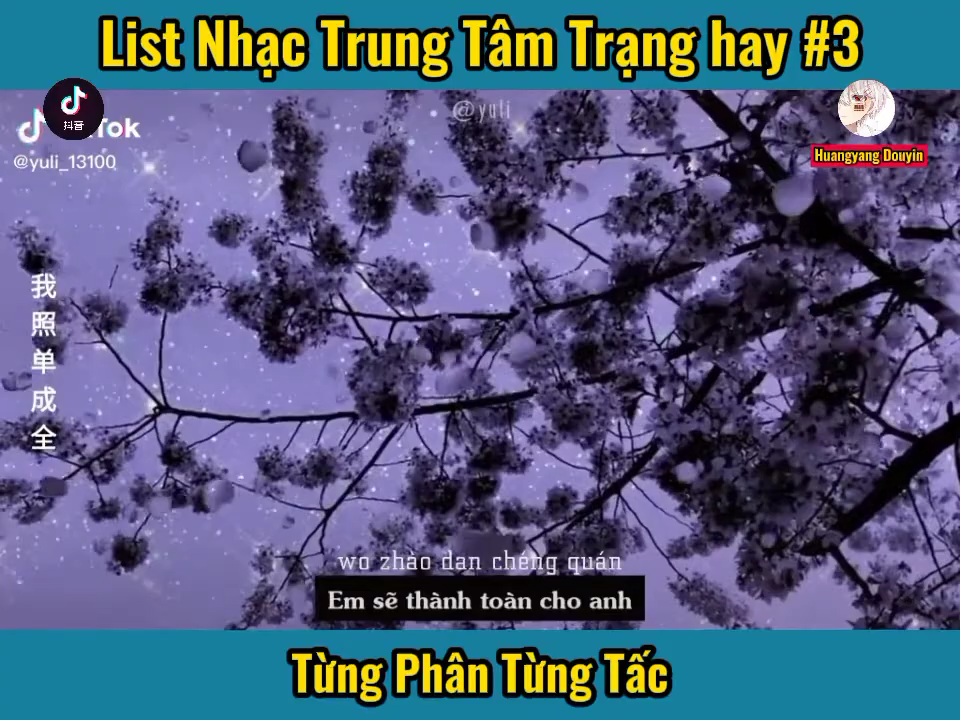 List Nhạc Trung Tâm Trạng hay #3
@yuli
抖音
Tok
@yuli_13100
Huangyang Douyin
我照单成全
wo zhào dan chéng quán
Em sẽ thành toàn cho anh
Từng Phân Từng Tấc